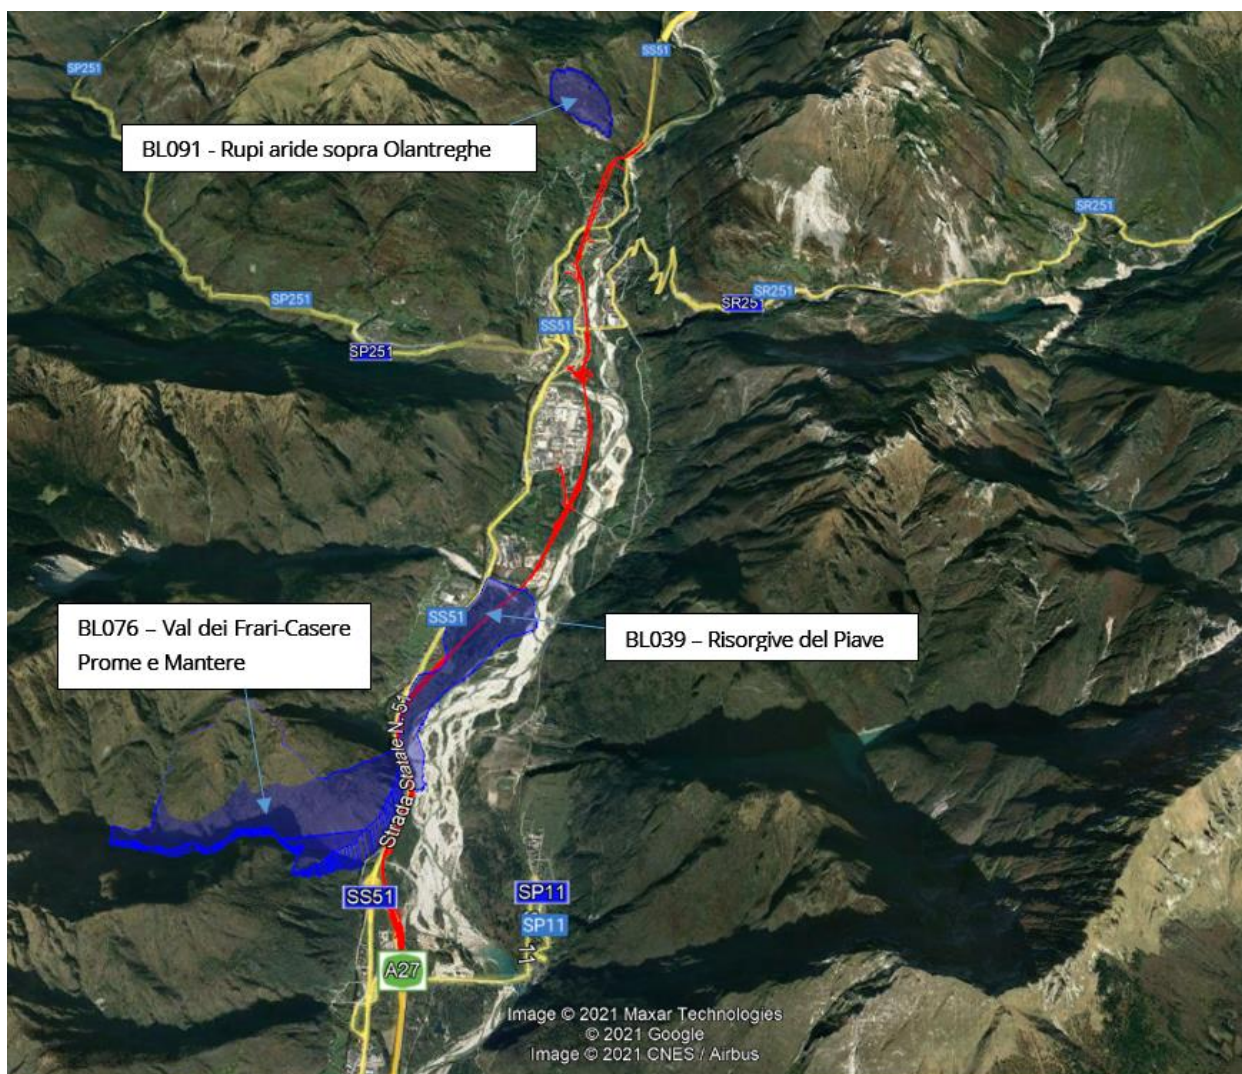 SS51
SP251
BL091 - Rupi aride sopra Olantreghe
SR251
SP251
SR251
SR251
SS51
SP251
BL076 – Val dei Frari-Casere
Prome e Mantere
SS51
BL039 – Risorgive del Piave
Strada Statale N. 51
SS51
SP11
SP11
11
A27
Image © 2021 Maxar Technologies
© 2021 Google
Image © 2021 CNES / Airbus